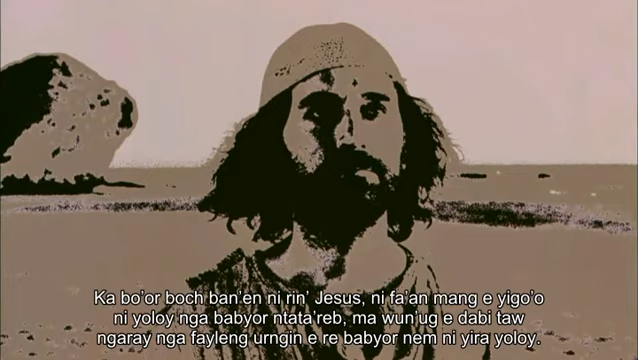 Ka bo'or boch ban'en ni rin' Jesus, ni fa'an mang e yigo'o
ni yoloy nga babyor ntata'reb, ma wun'ug e dabi taw
ngaray nga fayleng urngin e re babyor nem ni yira yoloy.